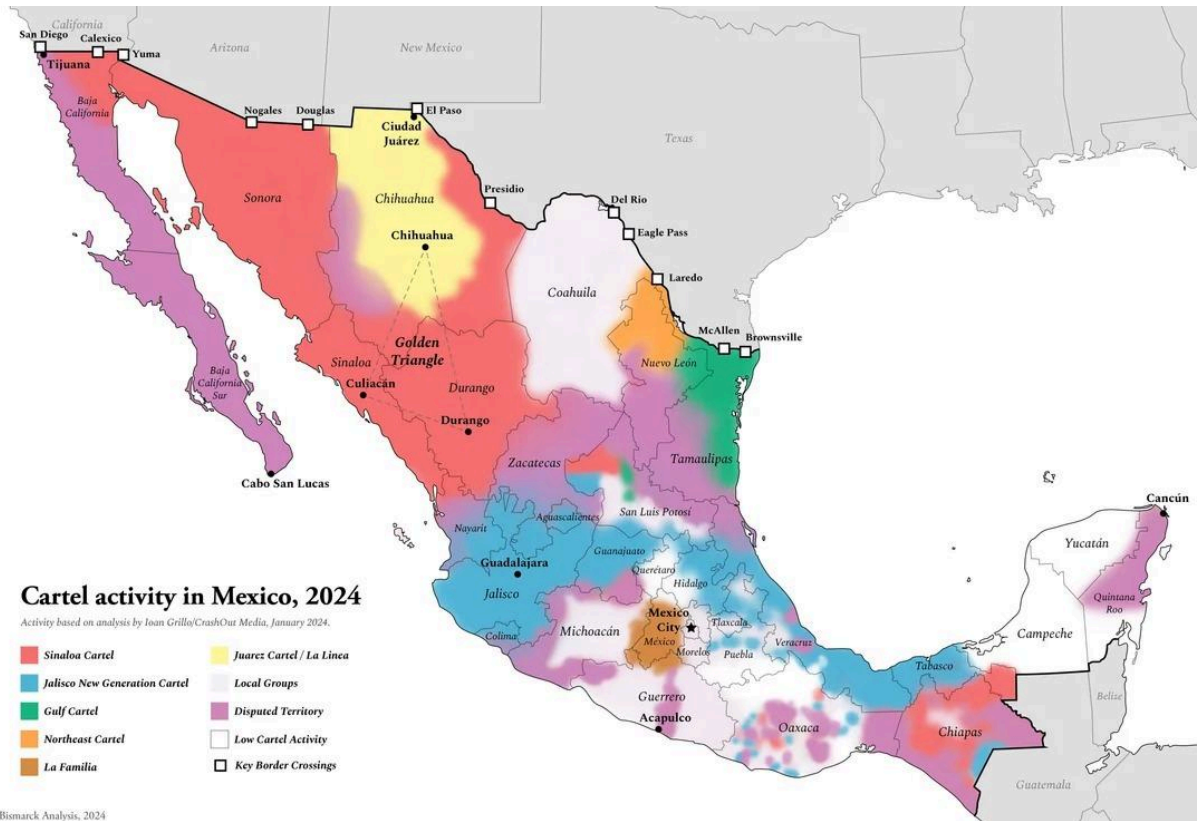 California
San Diego
Calexico
Yuma
Tijuana
Arizona
New Mexico
Baja
California
Nogales
Douglas
El Paso
Ciudad
Juárez
Texas
Sonora
Chihuahua
Presidio
Del Rio
Eagle Pass
Chihuahua
Laredo
Coahuila
McAllen
Brownsville
Golden
Triangle
Nuevo León
Sinaloa
Culiacán
Durango
Baja
California
Sur
Durango
Zacatecas
Tamaulipas
Cabo San Lucas
Cancún
San Luis Potosí
Aguascalientes
Nayarit
Yucatán
Guanajuato
Guadalajara
Querétaro
Hidalgo
Jalisco
Quintana
Roo
Cartel activity in Mexico, 2024
Activity based on analysis by Ioan Grillo/CrashOut Media, January 2024.
Mexico
City
Tlaxcala
Michoacán
Colima
México
Morelos
Puebla
Veracruz
Campeche
Tabasco
Sinaloa Cartel
Jalisco New Generation Cartel
Gulf Cartel
Northeast Cartel
La Familia
Juarez Cartel / La Linea
Local Groups
Disputed Territory
Low Cartel Activity
Key Border Crossings
Guerrero
Acapulco
Oaxaca
Chiapas
Belize
Guatemala
Bismarck Analysis, 2024